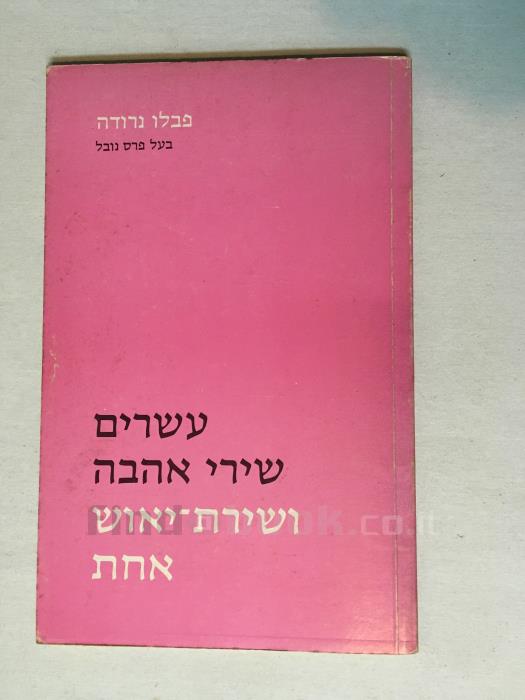 פבלו נרודה
בעל פרס נובל
עשרים
שירי אהבה
ושירת־יאוש
אחת